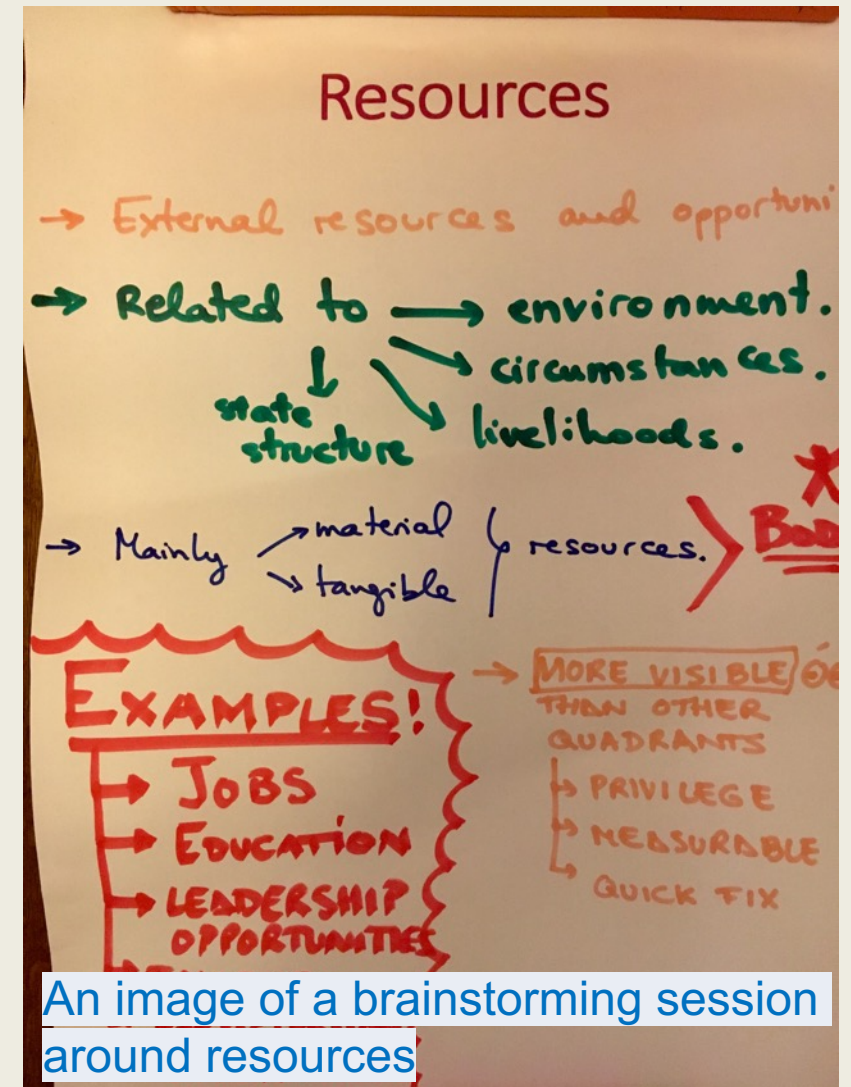 Resources
→ External resources and opportuni
→ Related to → environment.
→ circumstances.
state
structure
livelihoods.
→ Mainly material
tangible
resources.
BOD
EXAMPLES!
→ JOBS
→ EDUCATION
→ LEADERSHIP
OPPORTUNITIES
→ MORE VISIBLE
THAN OTHER
QUADRANTS
PRIVILEGE
MEASURABLE
QUICK FIX
An image of a brainstorming session
around resources